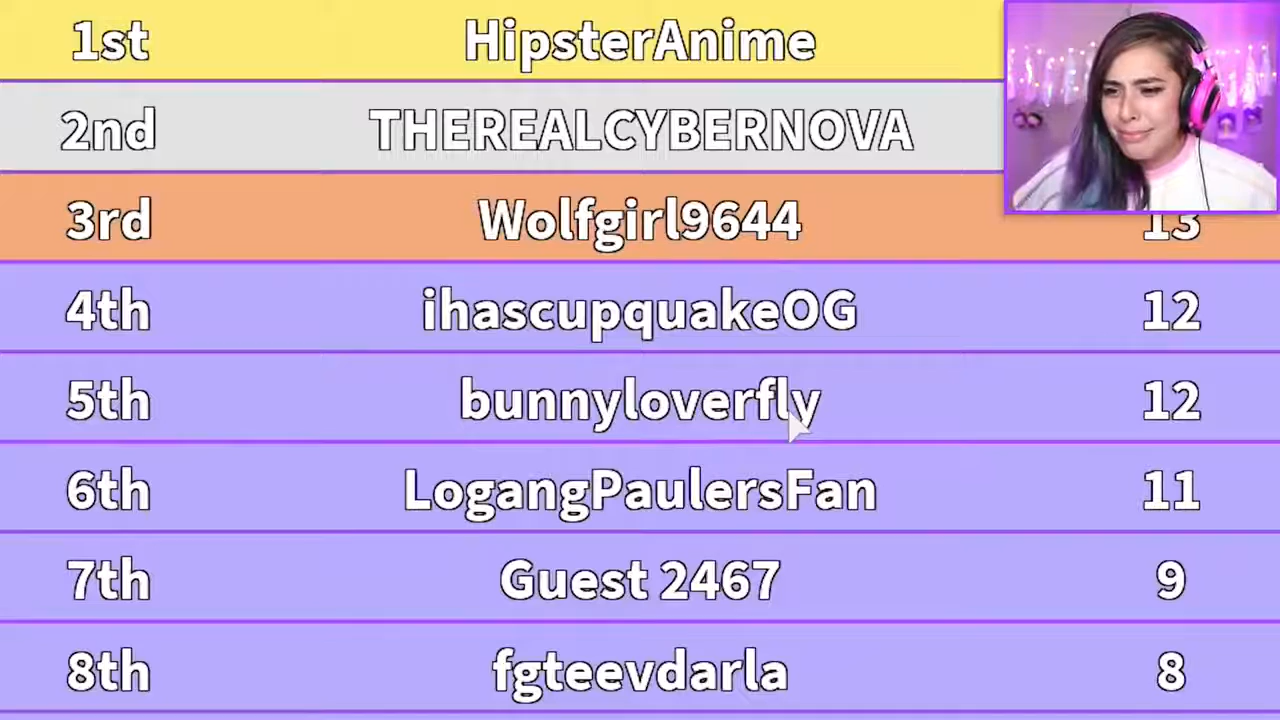 1st HipsterAnime
2nd THEREALCYBERNOVA
3rd Wolfgirl9644 13
4th ihascupquakeOG 12
5th bunnyloverfly 12
6th LogangPaulersFan 11
7th Guest 2467 9
8th fgteevdarla 8